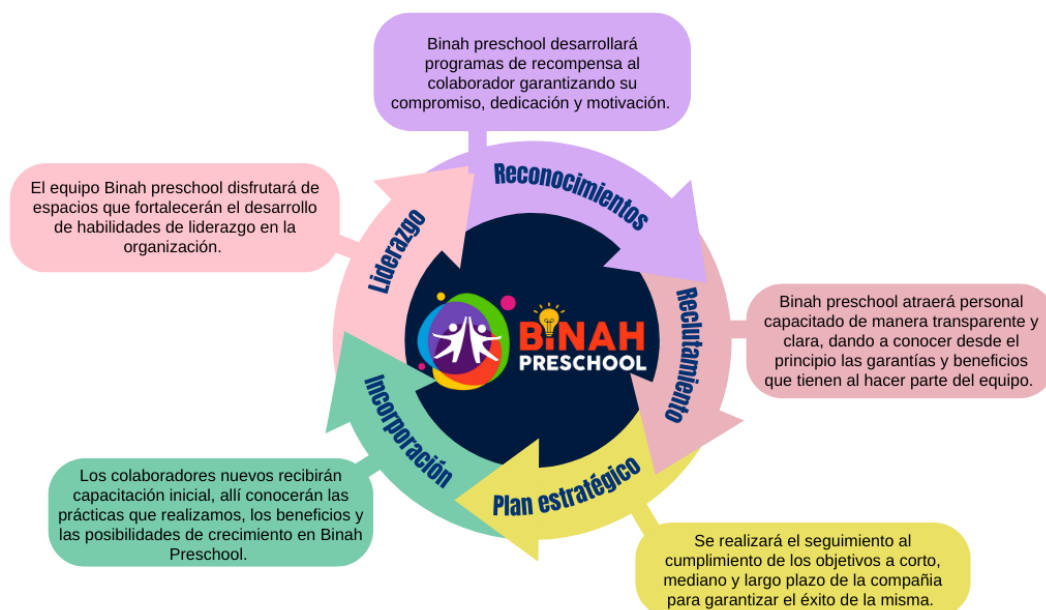 Binah preschool desarrollará
programas de recompensa al
colaborador garantizando su
compromiso, dedicación y motivación.
Reconocimientos
El equipo Binah preschool disfrutará de
espacios que fortalecerán el desarrollo
de habilidades de liderazgo en la
organización.
Liderazgo
Reclutamiento
Binah preschool atraerá personal
capacitado de manera transparente y
clara, dando a conocer desde el
principio las garantías y beneficios
que tienen al hacer parte del equipo.
BiNAH
PRESCHOOL
Incorporación
Plan estratégico
Los colaboradores nuevos recibirán
capacitación inicial, allí conocerán las
prácticas que realizamos, los beneficios y
las posibilidades de crecimiento en Binah
Preschool.
Se realizará el seguimiento al
cumplimiento de los objetivos a corto,
mediano y largo plazo de la compañia
para garantizar el éxito de la misma.